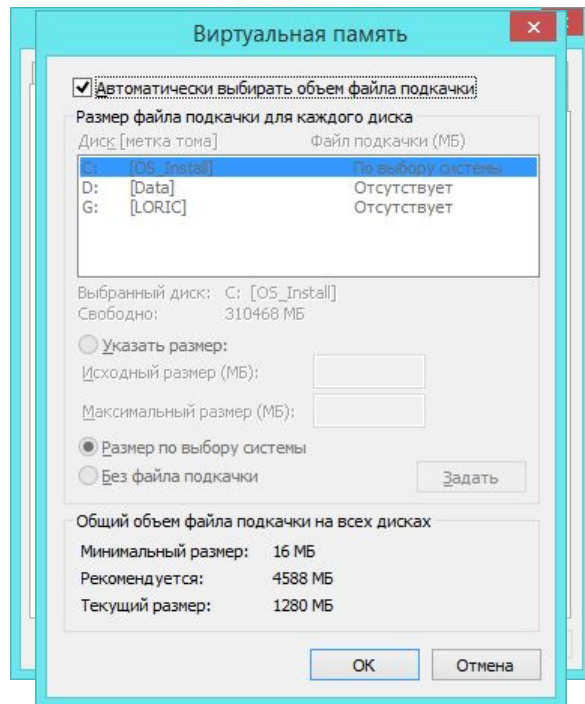 Виртуальная память
Автоматически выбирать объем файла подкачки
Размер файла подкачки для каждого диска
Диск [метка тома] Файл подкачки (МБ)
C: [OS_Install] По выбору системы
D: [Data] Отсутствует
G: [LORIC] Отсутствует
Выбранный диск: C: [OS_Install]
Свободно: 310468 МБ
Указать размер:
Исходный размер (МБ):
Максимальный размер (МБ):
Размер по выбору системы
Без файла подкачки
Задать
Общий объем файла подкачки на всех дисках
Минимальный размер: 16 МБ
Рекомендуется: 4588 МБ
Текущий размер: 1280 МБ
ОК Отмена